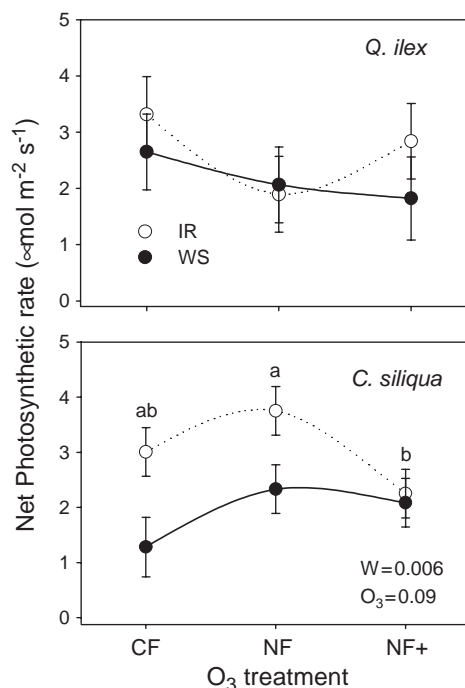 5
Q. ilex
4
3
2
IR
WS
1
0
Net Photosynthetic rate (∝mol m⁻² s⁻¹)
5
C. siliqua
a
4
ab
3
b
2
1
W=0.006
O₃=0.09
0
CF NF NF+
O₃ treatment